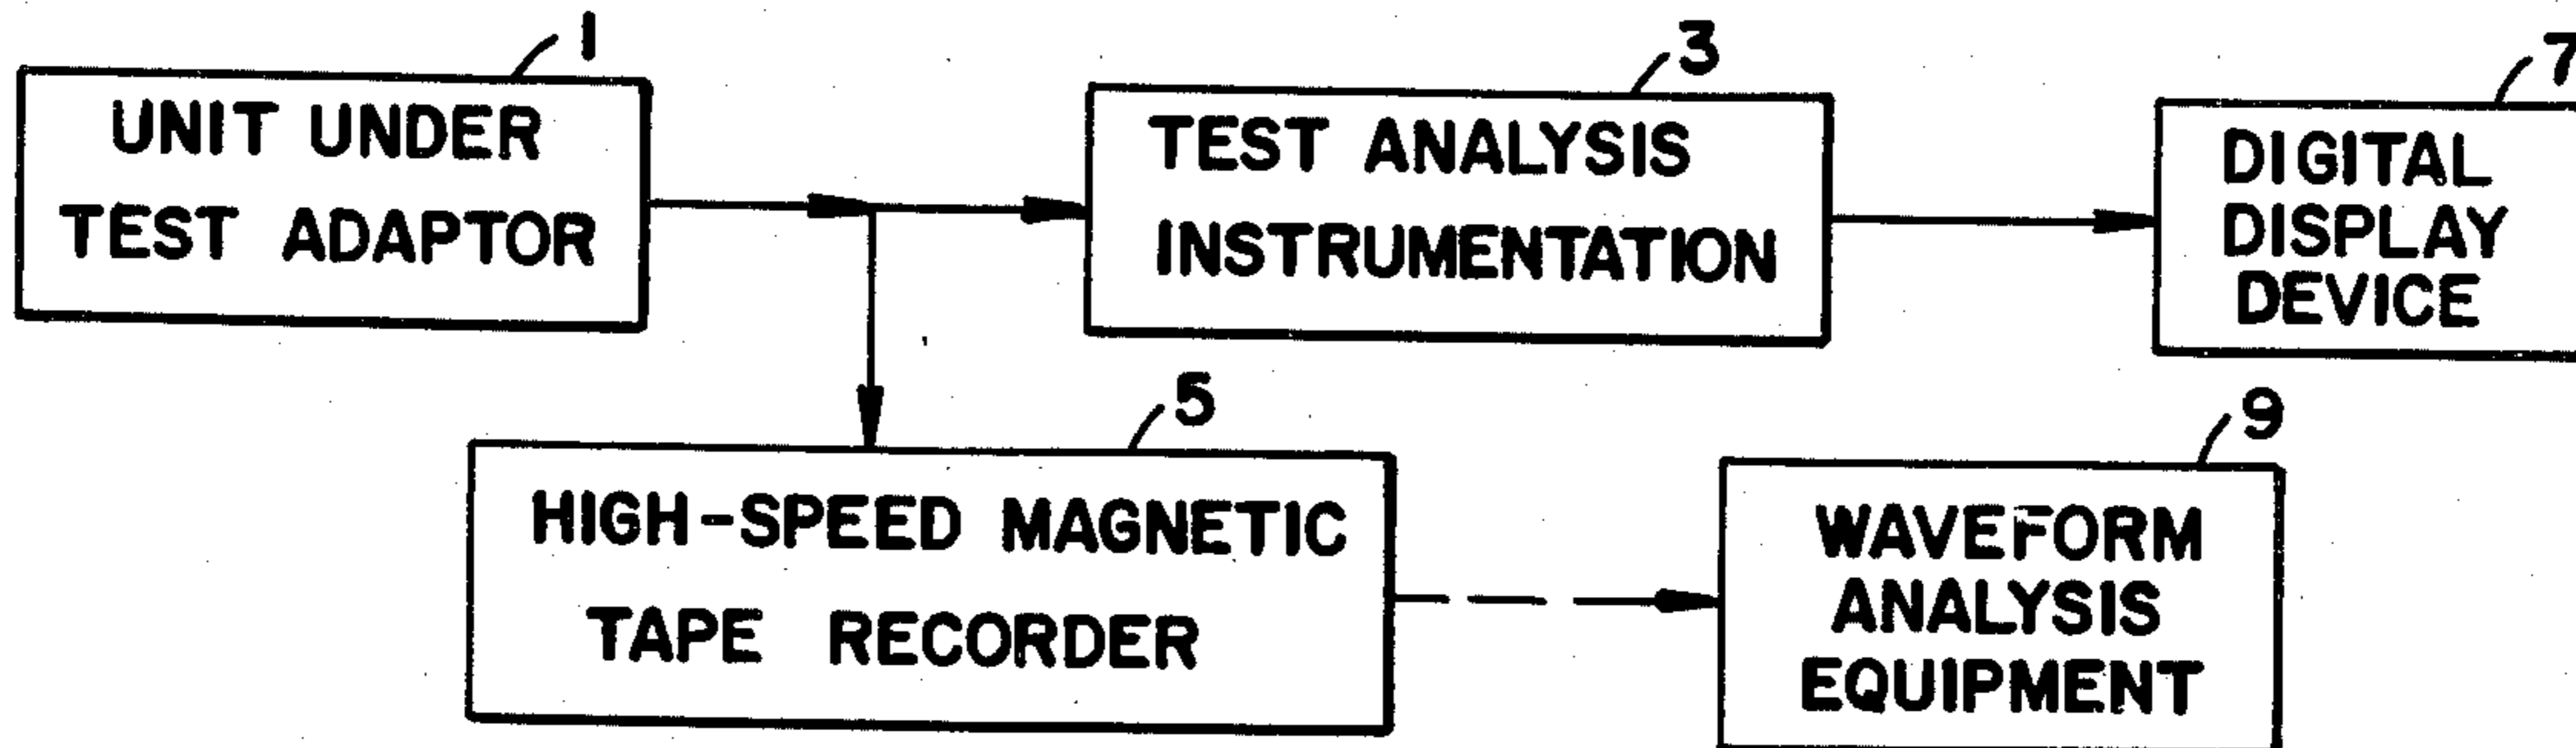 1
UNIT UNDER
TEST ADAPTOR
3
TEST ANALYSIS
INSTRUMENTATION
7
DIGITAL
DISPLAY
DEVICE
5
HIGH-SPEED MAGNETIC
TAPE RECORDER
9
WAVEFORM
ANALYSIS
EQUIPMENT